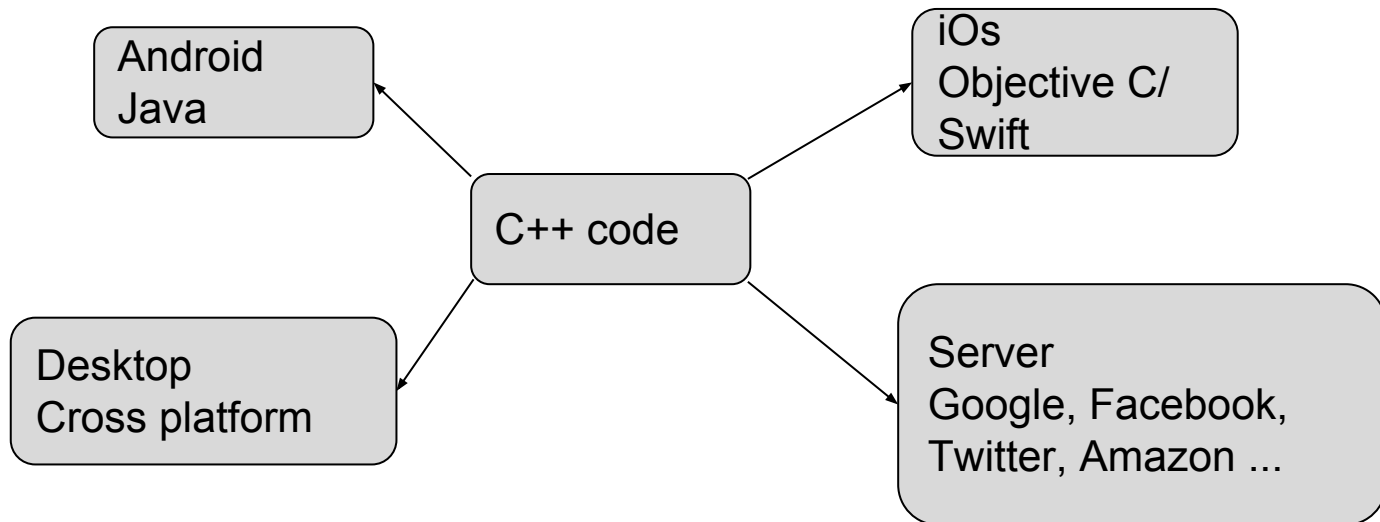 Android
Java
iOs
Objective C/
Swift
C++ code
Desktop
Cross platform
Server
Google, Facebook,
Twitter, Amazon ...